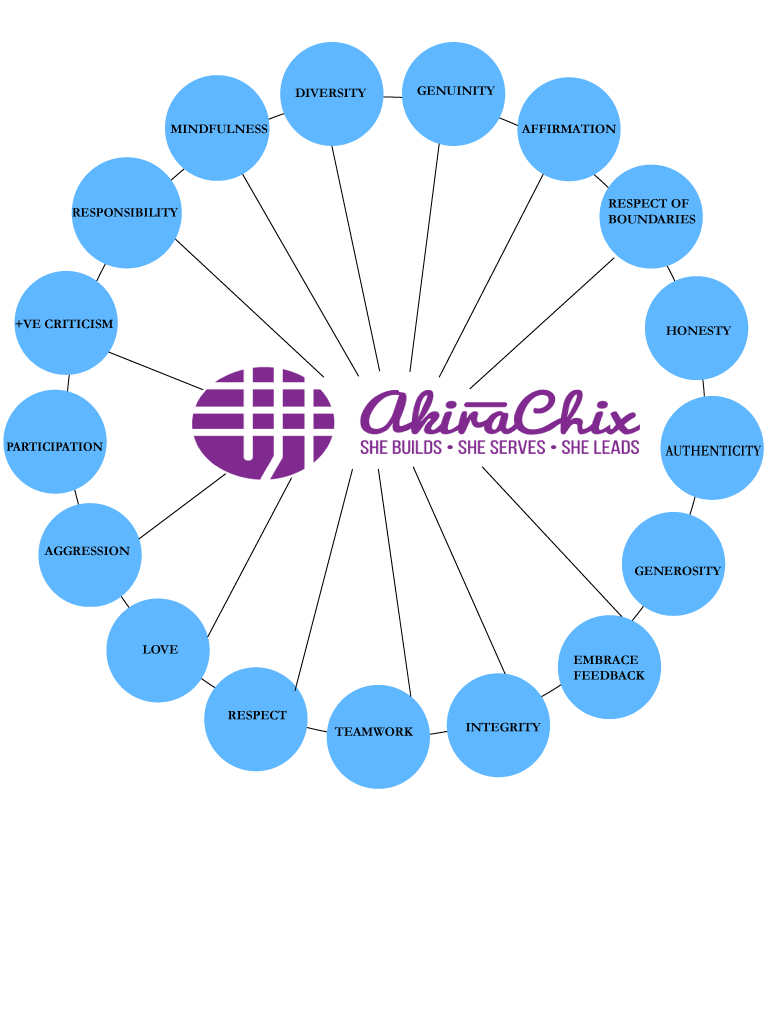 DIVERSITY
GENUINITY
AFFIRMATION
RESPECT OF
BOUNDARIES
HONESTY
AUTHENTICITY
GENEROSITY
EMBRACE
FEEDBACK
INTEGRITY
TEAMWORK
RESPECT
LOVE
AGGRESSION
PARTICIPATION
+VE CRITICISM
RESPONSIBILITY
MINDFULNESS
AkiraChix
SHE BUILDS • SHE SERVES • SHE LEADS